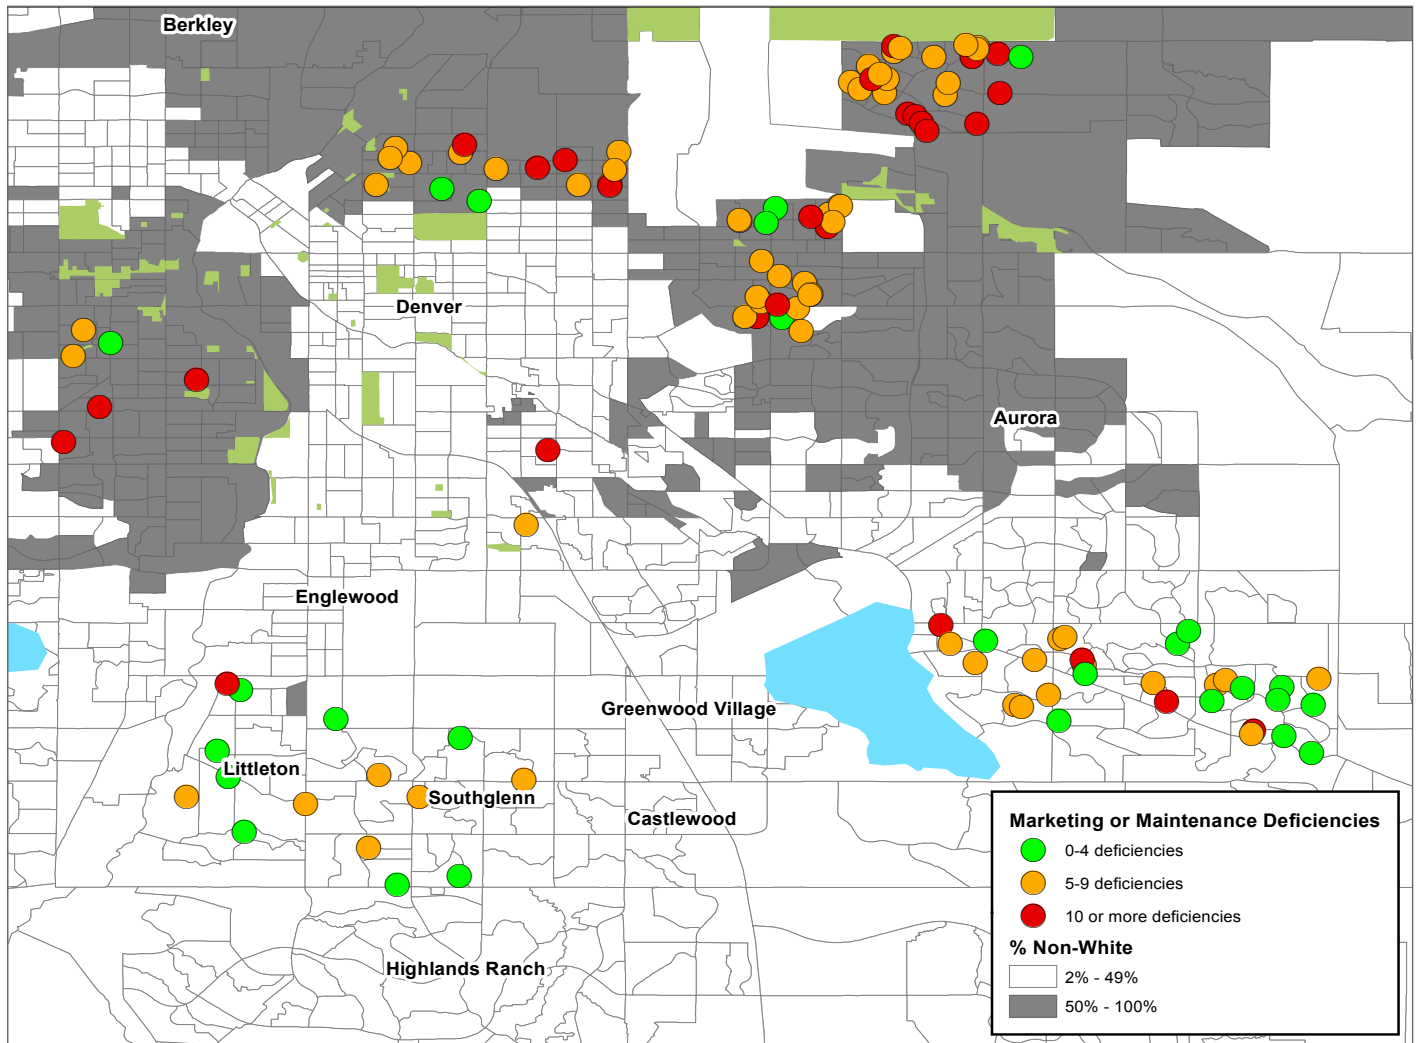 Berkley
Denver
Aurora
Englewood
Greenwood Village
Littleton
Southglenn
Castlewood
Highlands Ranch
Marketing or Maintenance Deficiencies
0-4 deficiencies
5-9 deficiencies
10 or more deficiencies
% Non-White
2% - 49%
50% - 100%